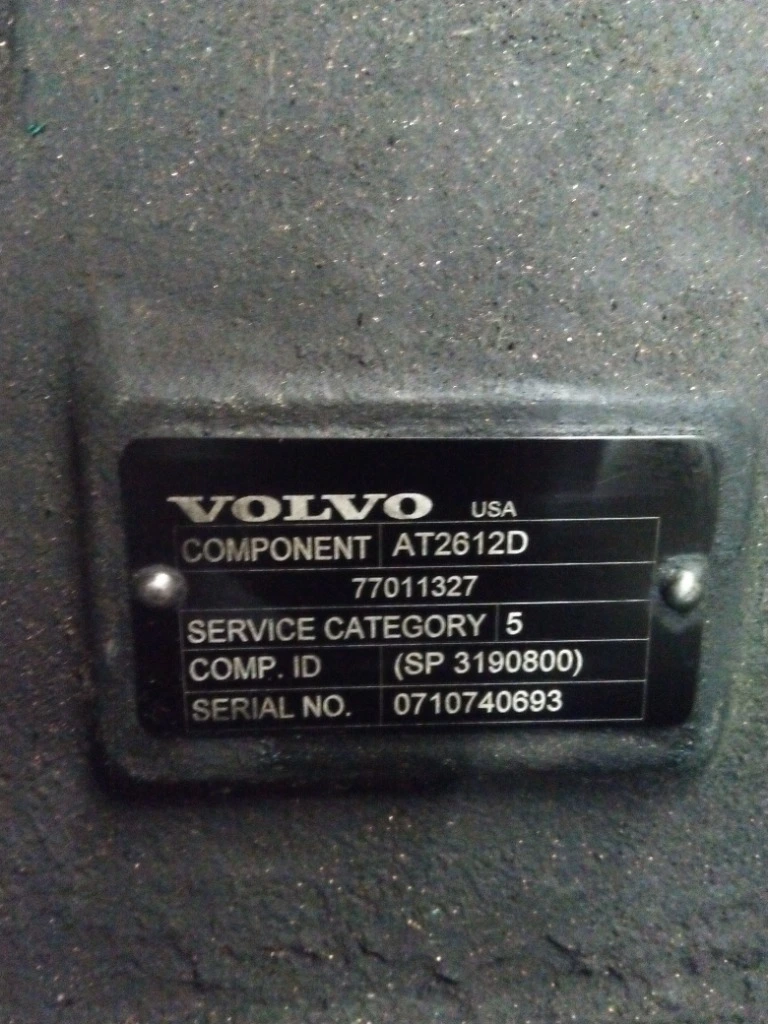 VOLVO USA
COMPONENT AT2612D
77011327
SERVICE CATEGORY 5
COMP. ID (SP 3190800)
SERIAL NO. 0710740693